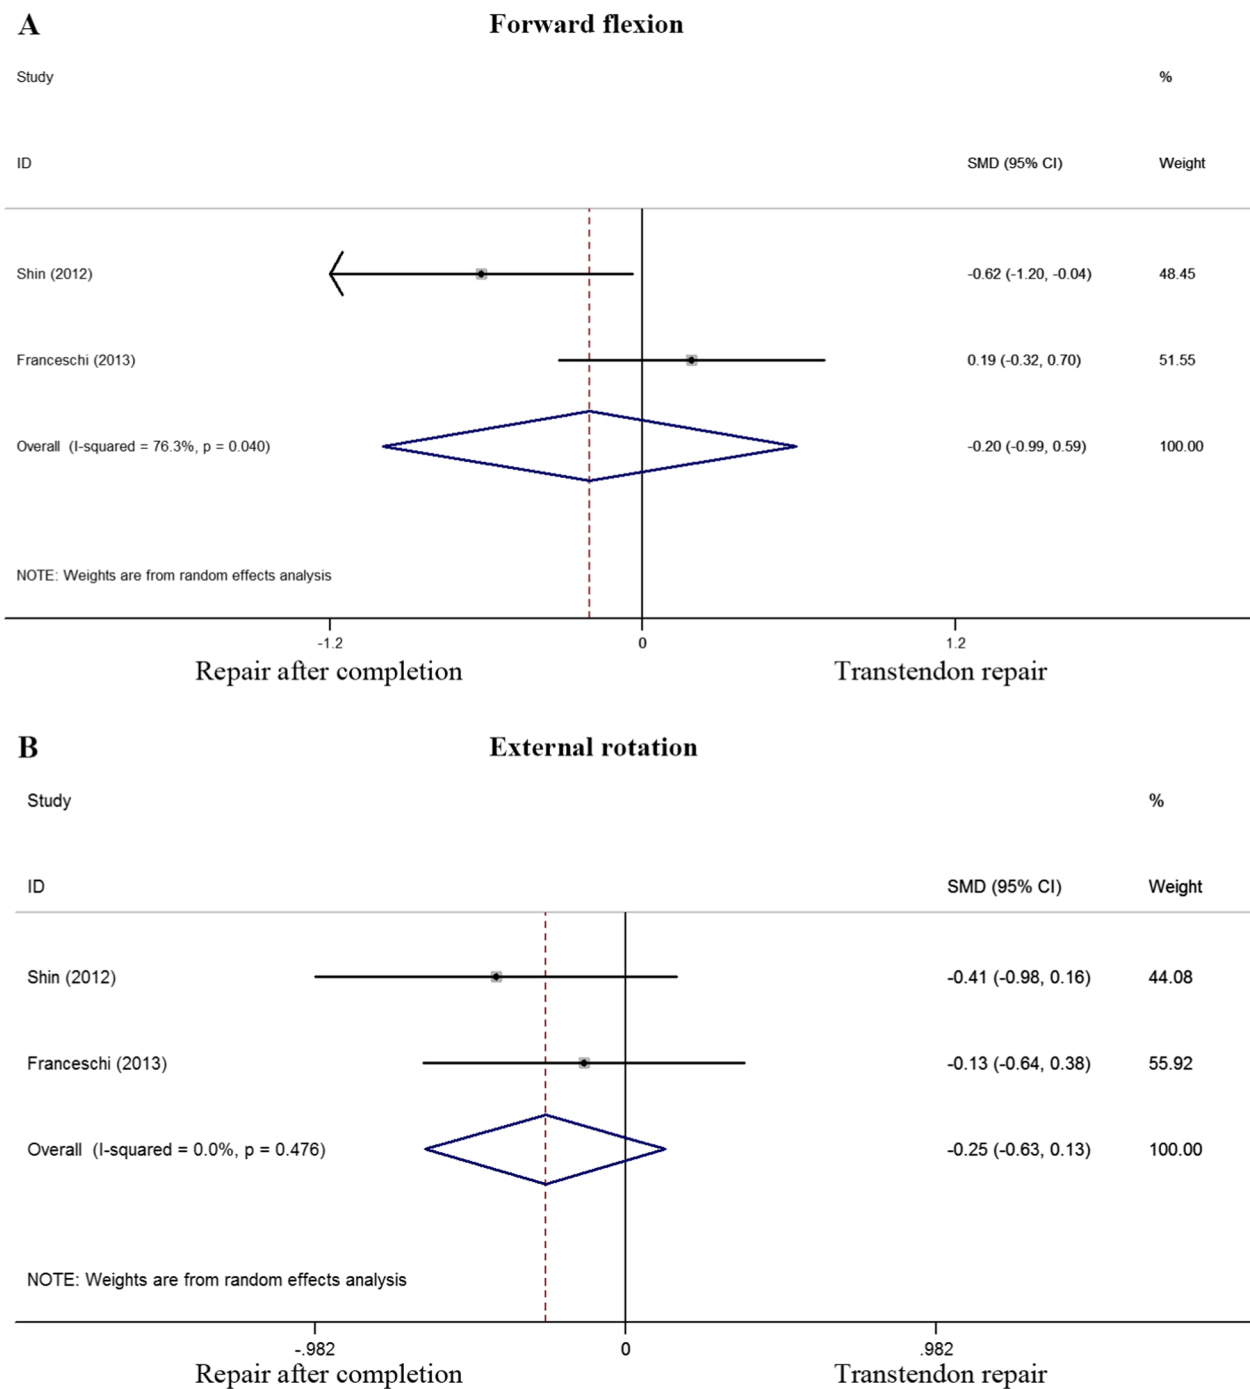 A Forward flexion
Study %
ID SMD (95% CI) Weight
Shin (2012) -0.62 (-1.20, -0.04) 48.45
Franceschi (2013) 0.19 (-0.32, 0.70) 51.55
Overall (I-squared = 76.3%, p = 0.040) -0.20 (-0.99, 0.59) 100.00
NOTE: Weights are from random effects analysis
-1.2 0 1.2
Repair after completion Transtendon repair
B External rotation
Study %
ID SMD (95% CI) Weight
Shin (2012) -0.41 (-0.98, 0.16) 44.08
Franceschi (2013) -0.13 (-0.64, 0.38) 55.92
Overall (I-squared = 0.0%, p = 0.476) -0.25 (-0.63, 0.13) 100.00
NOTE: Weights are from random effects analysis
-.982 0 .982
Repair after completion Transtendon repair